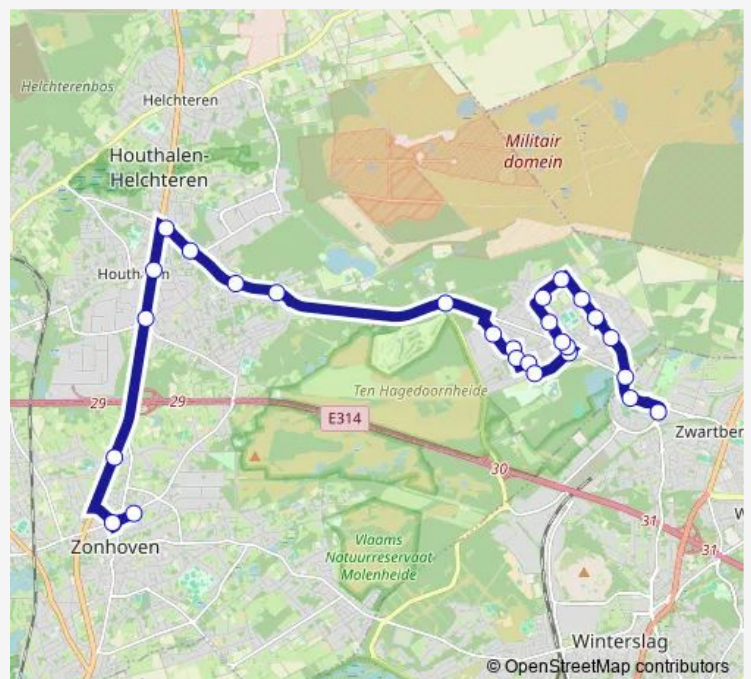 Helchterenbos
Helchteren
Militair
domein
Houthalen-
Helchteren
Ten Hagedoornheide
29
29
E314
Zwartber
30
31
31
Zonhoven
Vlaams
Natuurreservaat
Molenheide
W
Winterslag
© OpenStreetMap contributors